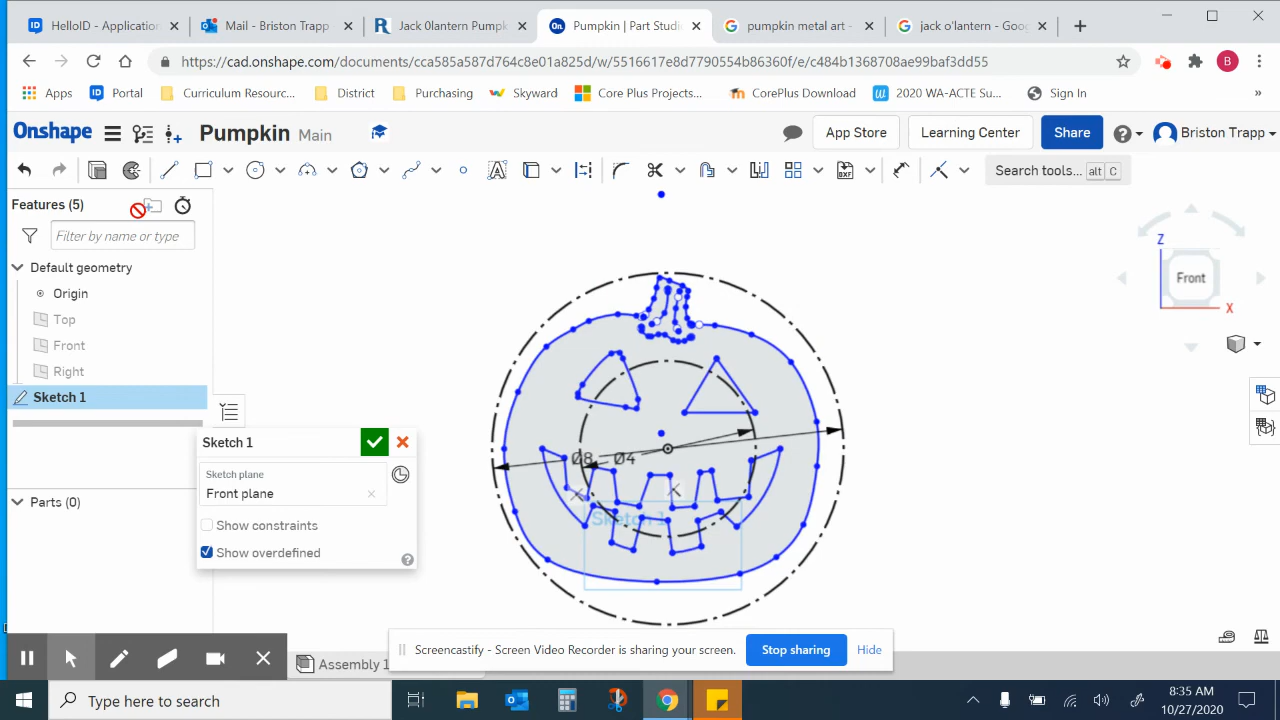 HelloID - Application
Mail - Briston Trapp -
Jack 0lantern Pumpk
On. Pumpkin | Part Studi
pumpkin metal art -
jack o'lantern - Goog
https://cad.onshape.com/documents/cca585a587d764c8e01a825d/w/5516617e8d7790554b86360f/e/c484b1368708ae99baf3dd55
B
Apps
Portal
Curriculum Resourc...
District
Purchasing
Skyward
Core Plus Projects...
CorePlus Download
2020 WA-ACTE Su...
Sign In
»
Onshape
Pumpkin Main
App Store
Learning Center
Share
Briston Trapp
Search tools... alt C
Features (5)
Filter by name or type
Default geometry
Origin
Top
Front
Right
Sketch 1
Parts (0)
Sketch 1
Sketch plane
Front plane
Show constraints
Show overdefined
Ø8
Ø4
Sketch 1
Z
Front
X
Assembly 1
Screencastify - Screen Video Recorder is sharing your screen.
Stop sharing
Hide
Type here to search
8:35 AM
10/27/2020